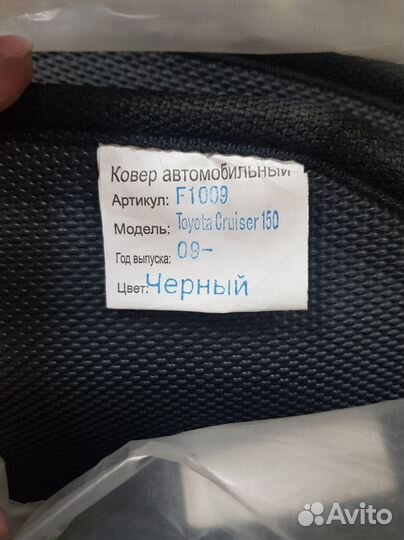 Ковер автомобильный
Артикул: F1009
Модель: Toyota Cruiser 150
Год выпуска: 09-
Цвет: Черный
Avito